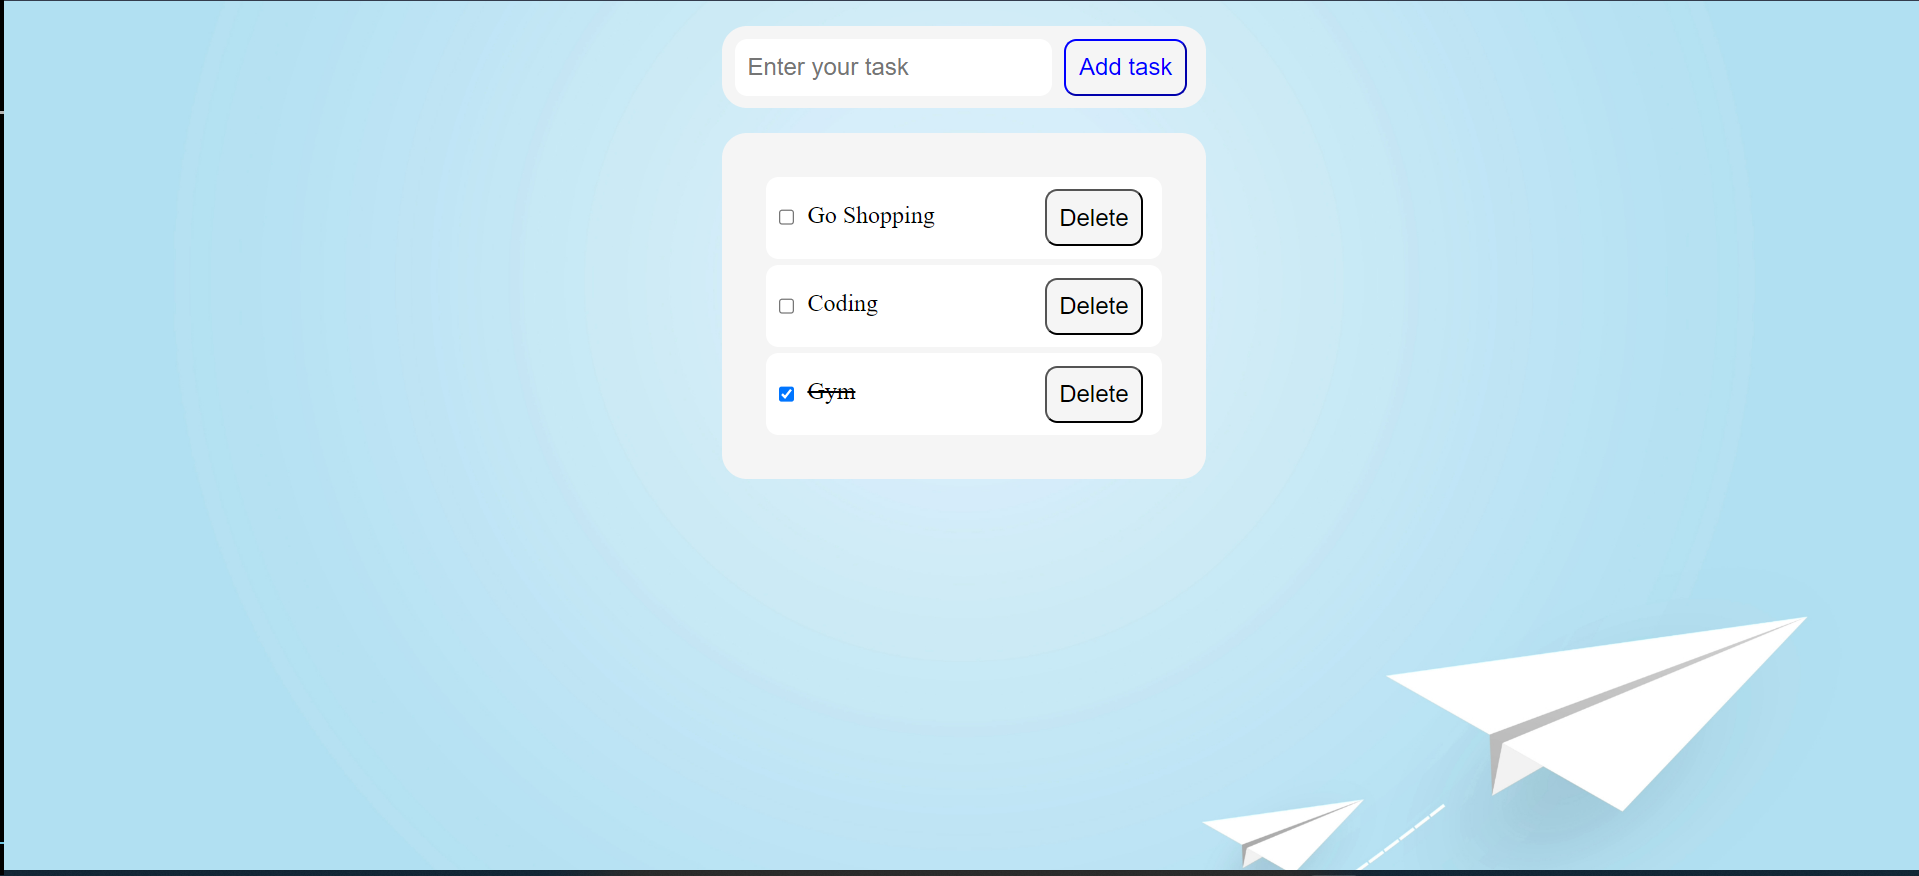 Enter your task
Add task
Go Shopping
Delete
Coding
Delete
Gym
Delete